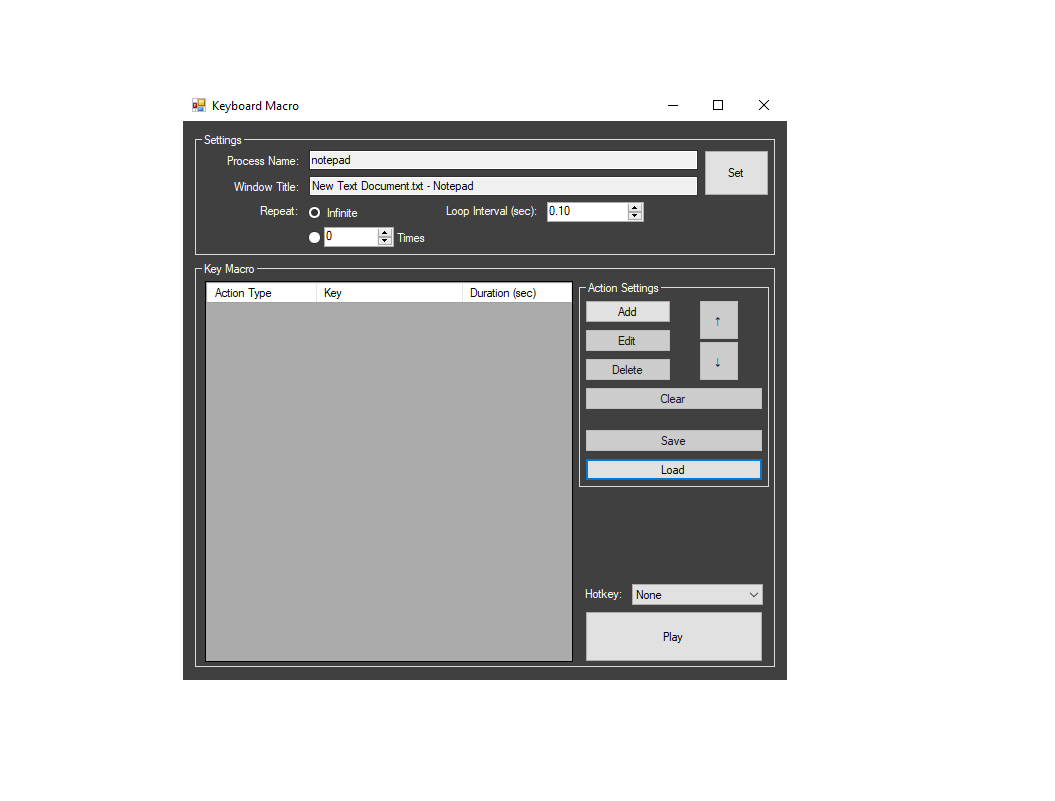 Keyboard Macro
Settings
Process Name: notepad
Set
Window Title: New Text Document.txt - Notepad
Repeat: Infinite Loop Interval (sec): 0.10
0 Times
Key Macro
Action Type Key Duration (sec)
Action Settings
Add
↑
Edit
↓
Delete
Clear
Save
Load
Hotkey: None
Play